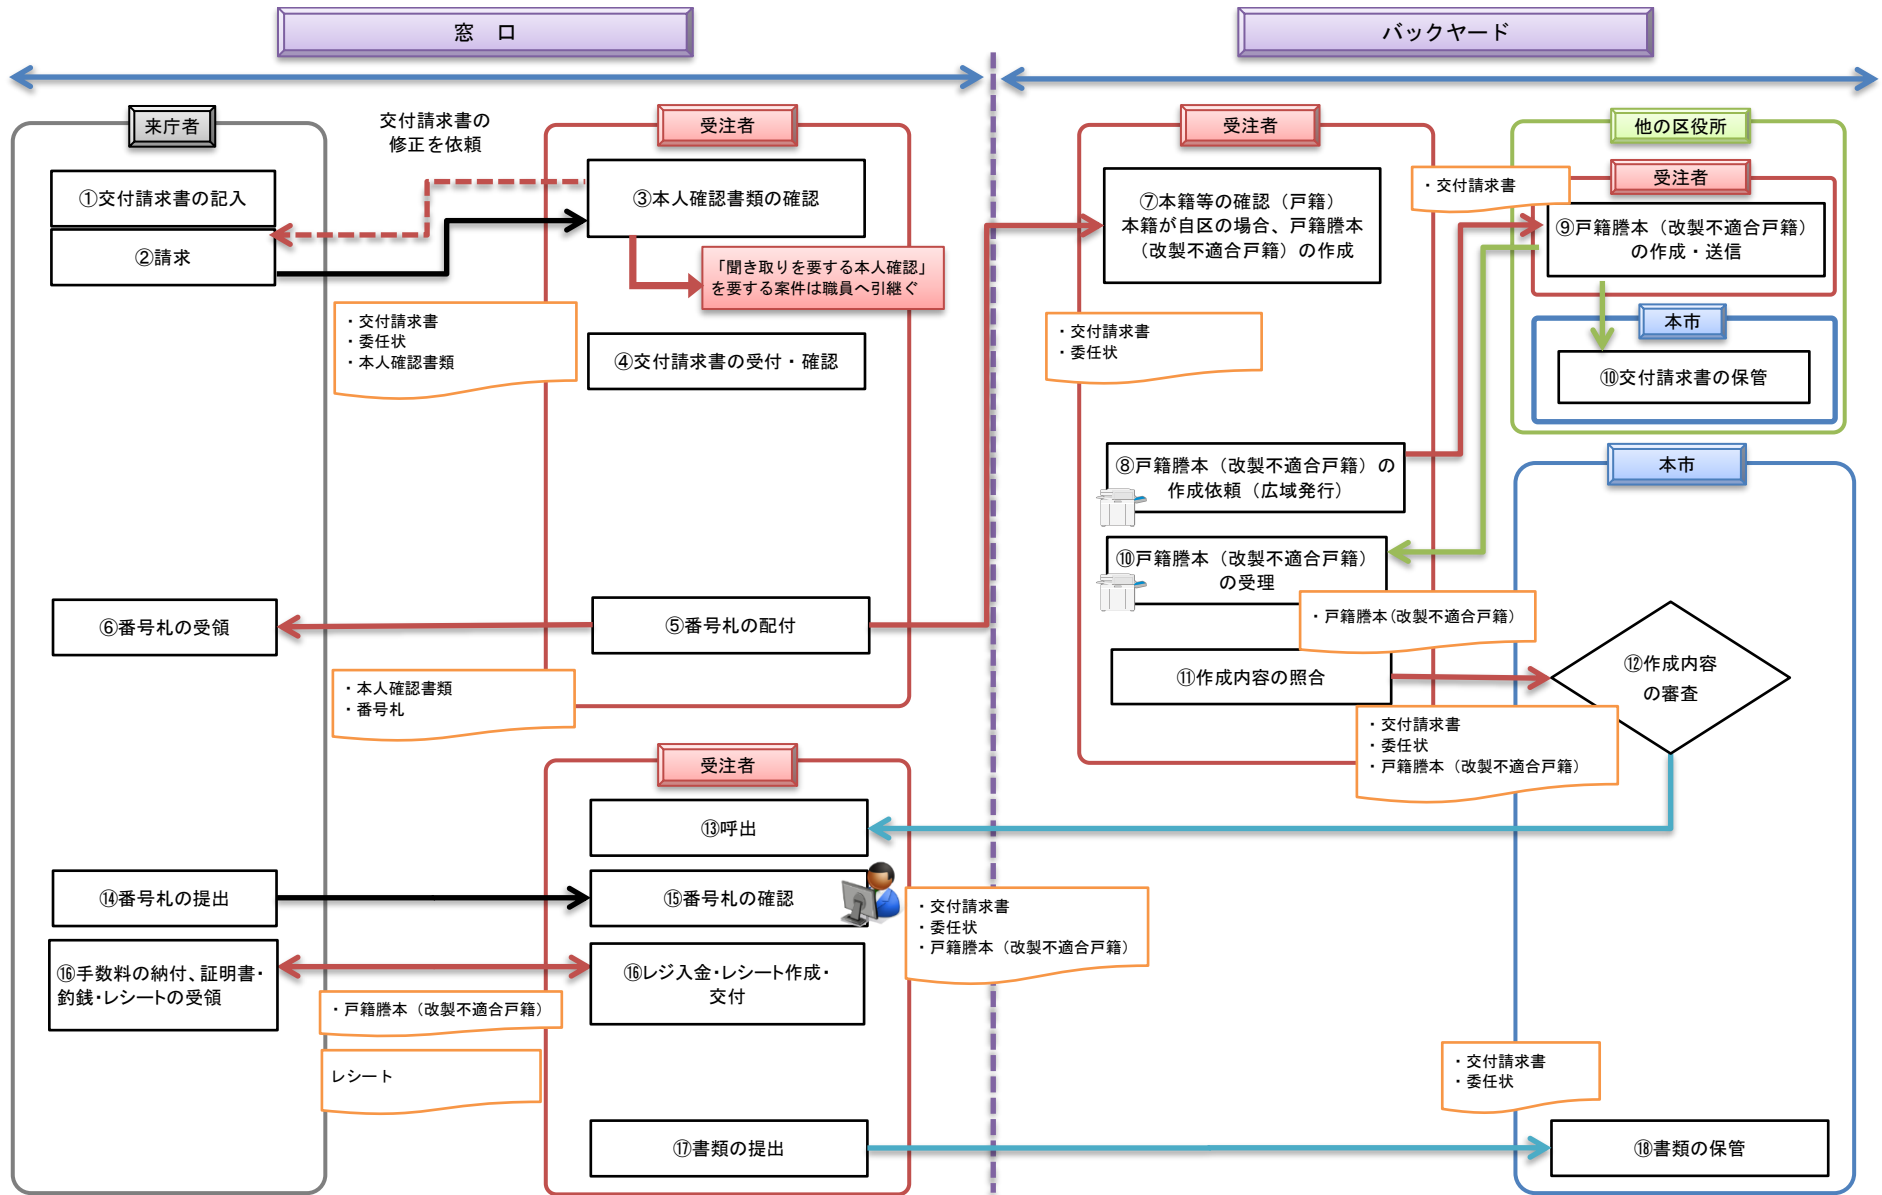 窓　口
バックヤード
来庁者
交付請求書の
修正を依頼
受注者
①交付請求書の記入
②請求
③本人確認書類の確認
「聞き取りを要する本人確認」
を要する案件は職員へ引継ぐ
・交付請求書
・委任状
・本人確認書類
④交付請求書の受付・確認
⑥番号札の受領
⑤番号札の配付
・本人確認書類
・番号札
受注者
⑦本籍等の確認（戸籍）
本籍が自区の場合、戸籍謄本
（改製不適合戸籍）の作成
・交付請求書
・委任状
⑧戸籍謄本（改製不適合戸籍）の
作成依頼（広域発行）
⑩戸籍謄本（改製不適合戸籍）
の受理
・戸籍謄本(改製不適合戸籍)
⑪作成内容の照合
・交付請求書
・委任状
・戸籍謄本（改製不適合戸籍）
他の区役所
・交付請求書
受注者
⑨戸籍謄本（改製不適合戸籍）
の作成・送信
本市
⑩交付請求書の保管
本市
⑫作成内容
の審査
受注者
⑬呼出
⑭番号札の提出
⑮番号札の確認
・交付請求書
・委任状
・戸籍謄本（改製不適合戸籍）
⑯手数料の納付、証明書・
釣銭・レシートの受領
⑯レジ入金・レシート作成・
交付
・戸籍謄本（改製不適合戸籍）
レシート
・交付請求書
・委任状
⑰書類の提出
⑱書類の保管